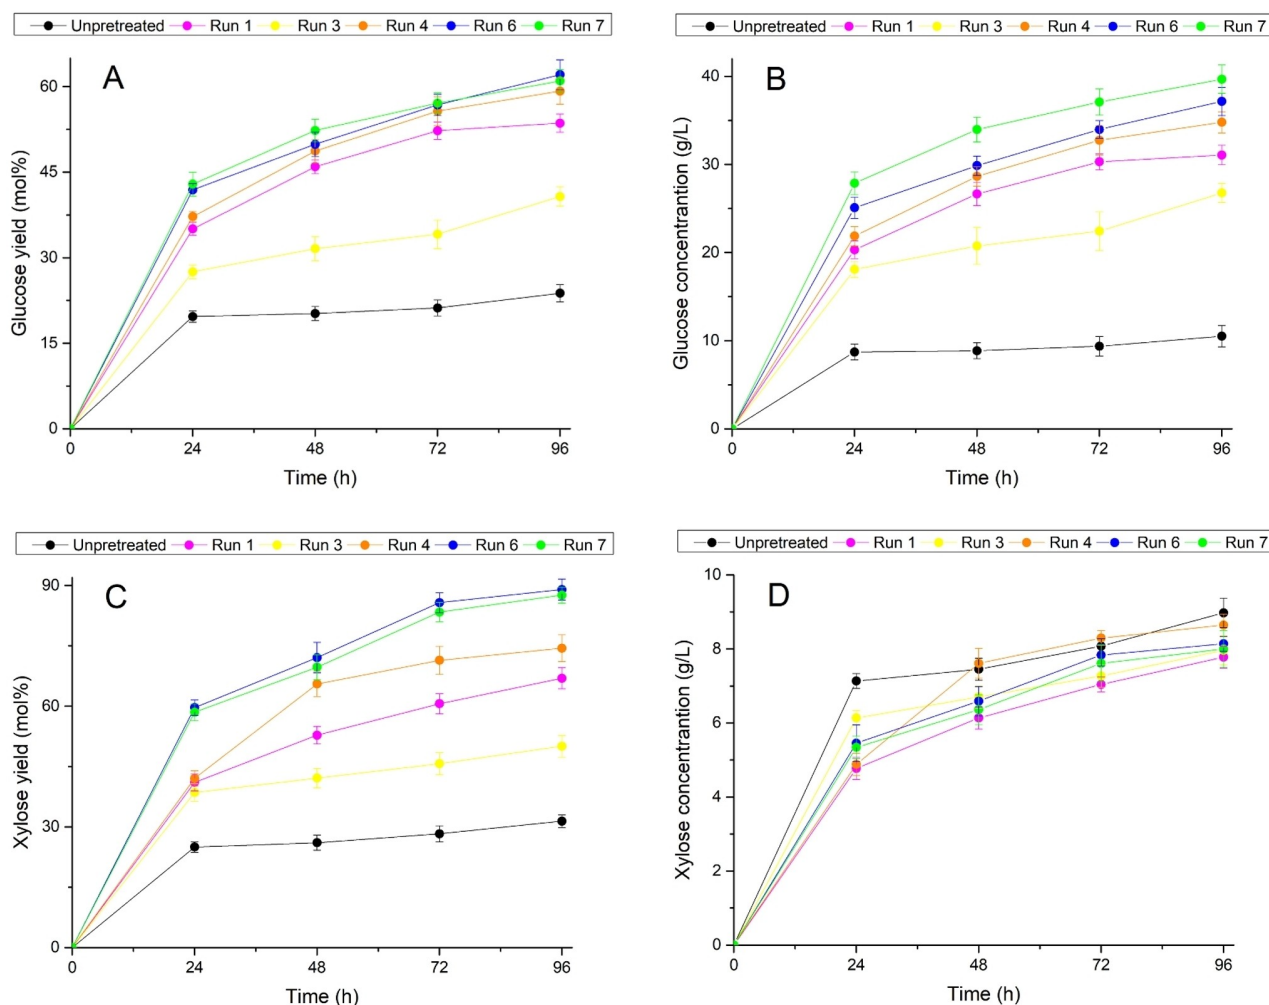 Unpretreated Run 1 Run 3 Run 4 Run 6 Run 7
A
Glucose yield (mol%)
60
45
30
15
0
0 24 48 72 96
Time (h)
Unpretreated Run 1 Run 3 Run 4 Run 6 Run 7
B
Glucose concentrantion (g/L)
40
30
20
10
0
0 24 48 72 96
Time (h)
Unpretreated Run 1 Run 3 Run 4 Run 6 Run 7
C
Xylose yield (mol%)
90
60
30
0
0 24 48 72 96
Time (h)
Unpretreated Run 1 Run 3 Run 4 Run 6 Run 7
D
Xylose concentrantion (g/L)
10
8
6
4
2
0
0 24 48 72 96
Time (h)